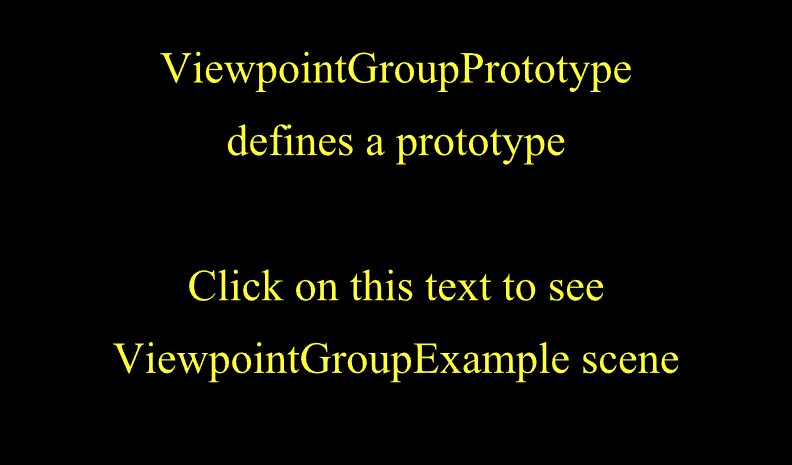 ViewpointGroupPrototype
defines a prototype
Click on this text to see
ViewpointGroupExample scene